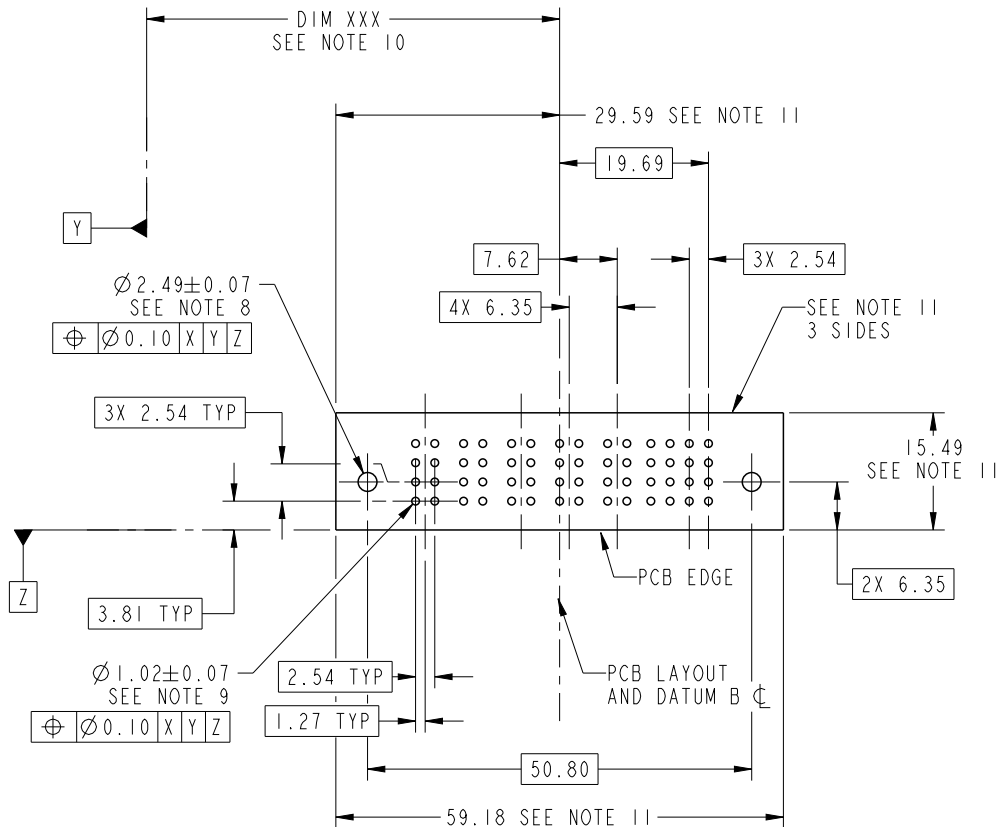 DIM XXX
SEE NOTE 10
29.59 SEE NOTE 11
19.69
Y
7.62
3X 2.54
Ø2.49±0.07
SEE NOTE 8
⌖ Ø0.10 X Y Z
4X 6.35
SEE NOTE 11
3 SIDES
3X 2.54 TYP
15.49
SEE NOTE 11
Z
PCB EDGE
2X 6.35
3.81 TYP
Ø1.02±0.07
SEE NOTE 9
⌖ Ø0.10 X Y Z
2.54 TYP
PCB LAYOUT
AND DATUM B ℄
1.27 TYP
50.80
59.18 SEE NOTE 11